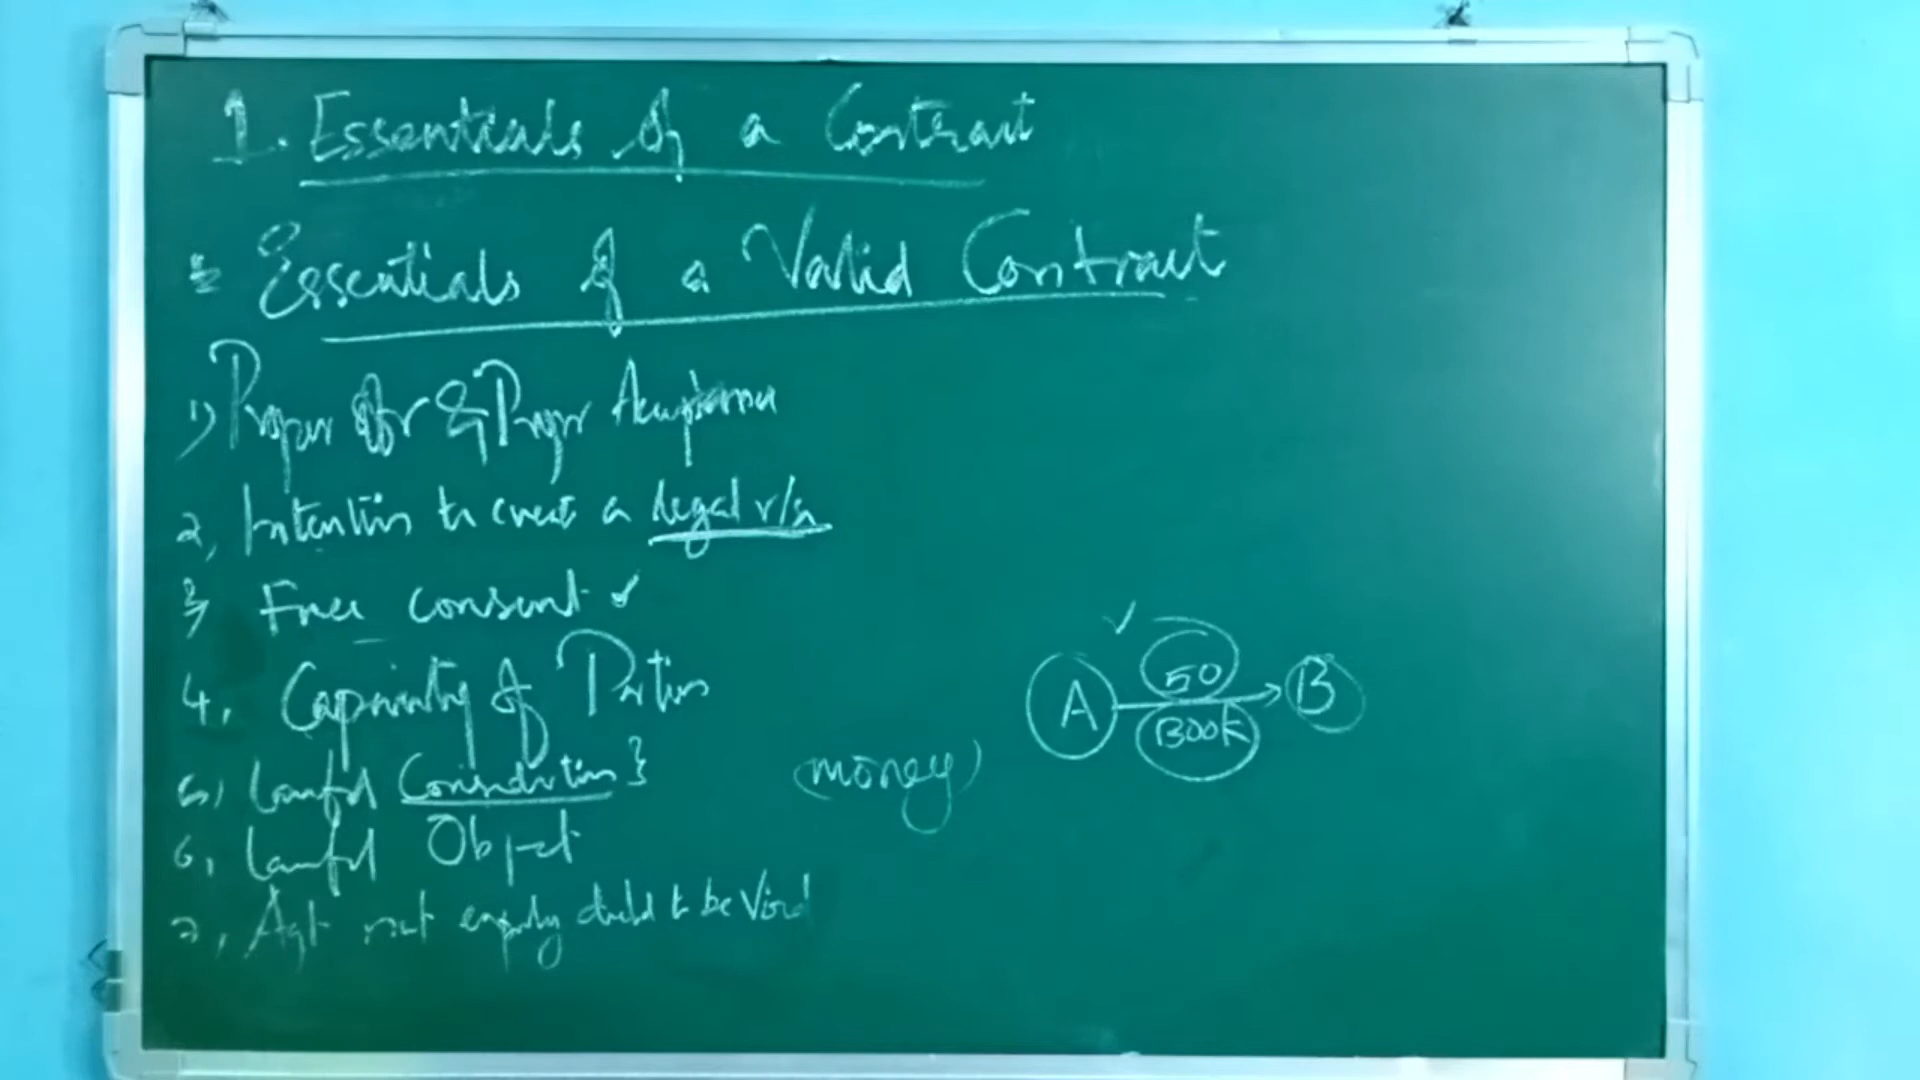 1. Essentials of a Contract
Essentials of a Valid Contract
1) Proper Offer & Proper Acceptance
2, Intention to create a legal r/n
3, Free consent ✓
4, Capacity of Parties
5, Lawful Consideration }
6, Lawful Object
7, Agt not expressly declared to be Void
(money)
✓
A 50 → B
Book